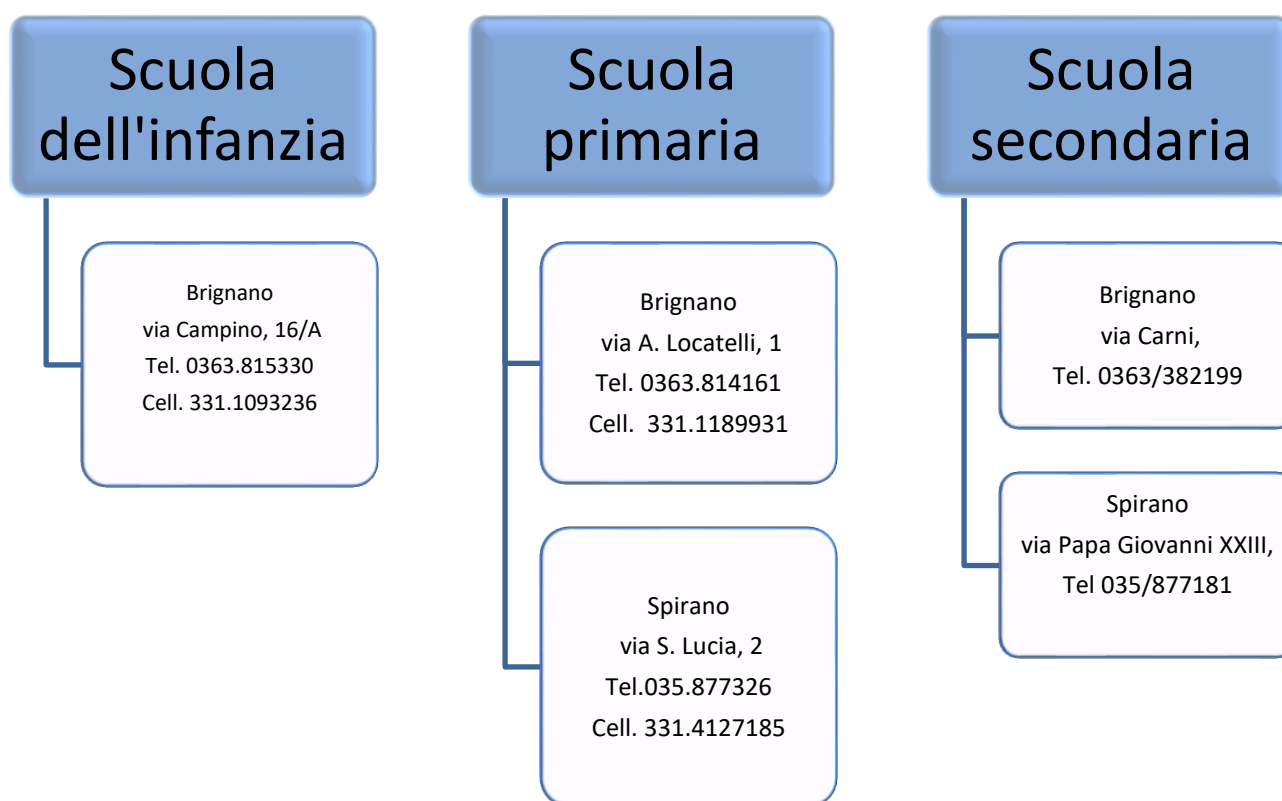 Scuola
dell'infanzia
Brignano
via Campino, 16/A
Tel. 0363.815330
Cell. 331.1093236
Scuola
primaria
Brignano
via A. Locatelli, 1
Tel. 0363.814161
Cell.  331.1189931
Spirano
via S. Lucia, 2
Tel.035.877326
Cell. 331.4127185
Scuola
secondaria
Brignano
via Carni,
Tel. 0363/382199
Spirano
via Papa Giovanni XXIII,
Tel 035/877181